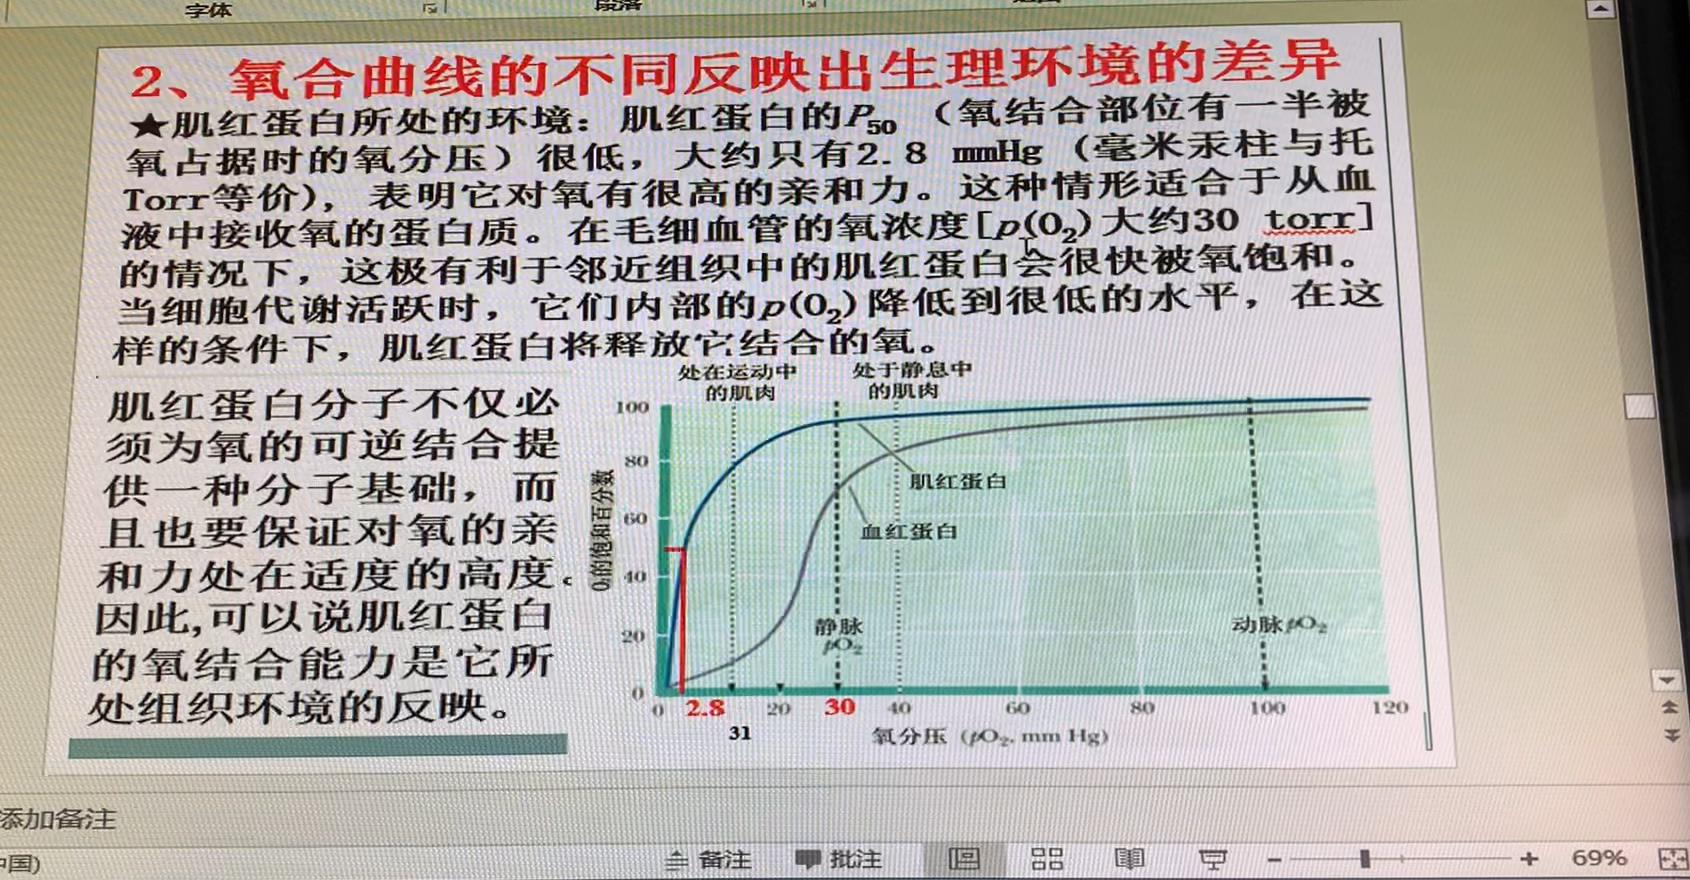 字体
段落
2、氧合曲线的不同反映出生理环境的差异
★肌红蛋白所处的环境：肌红蛋白的P50（氧结合部位有一半被
氧占据时的氧分压）很低，大约只有2.8 mmHg（毫米汞柱与托
Torr等价），表明它对氧有很高的亲和力。这种情形适合于从血
液中接收氧的蛋白质。在毛细血管的氧浓度[p(O2)大约30 torr]
的情况下，这极有利于邻近组织中的肌红蛋白会很快被氧饱和。
当细胞代谢活跃时，它们内部的p(O2)降低到很低的水平，在这
样的条件下，肌红蛋白将释放它结合的氧。
肌红蛋白分子不仅必
须为氧的可逆结合提
供一种分子基础，而
且也要保证对氧的亲
和力处在适度的高度。
因此,可以说肌红蛋白
的氧结合能力是它所
处组织环境的反映。
处在运动中
的肌肉
处于静息中
的肌肉
100
80
60
40
20
0
的饱和百分数
肌红蛋白
血红蛋白
静脉
pO2
动脉pO2
0 2.8 20 30 40 60 80 100 120
31
氧分压 (pO2, mm Hg)
添加备注
国)
备注 批注 69%